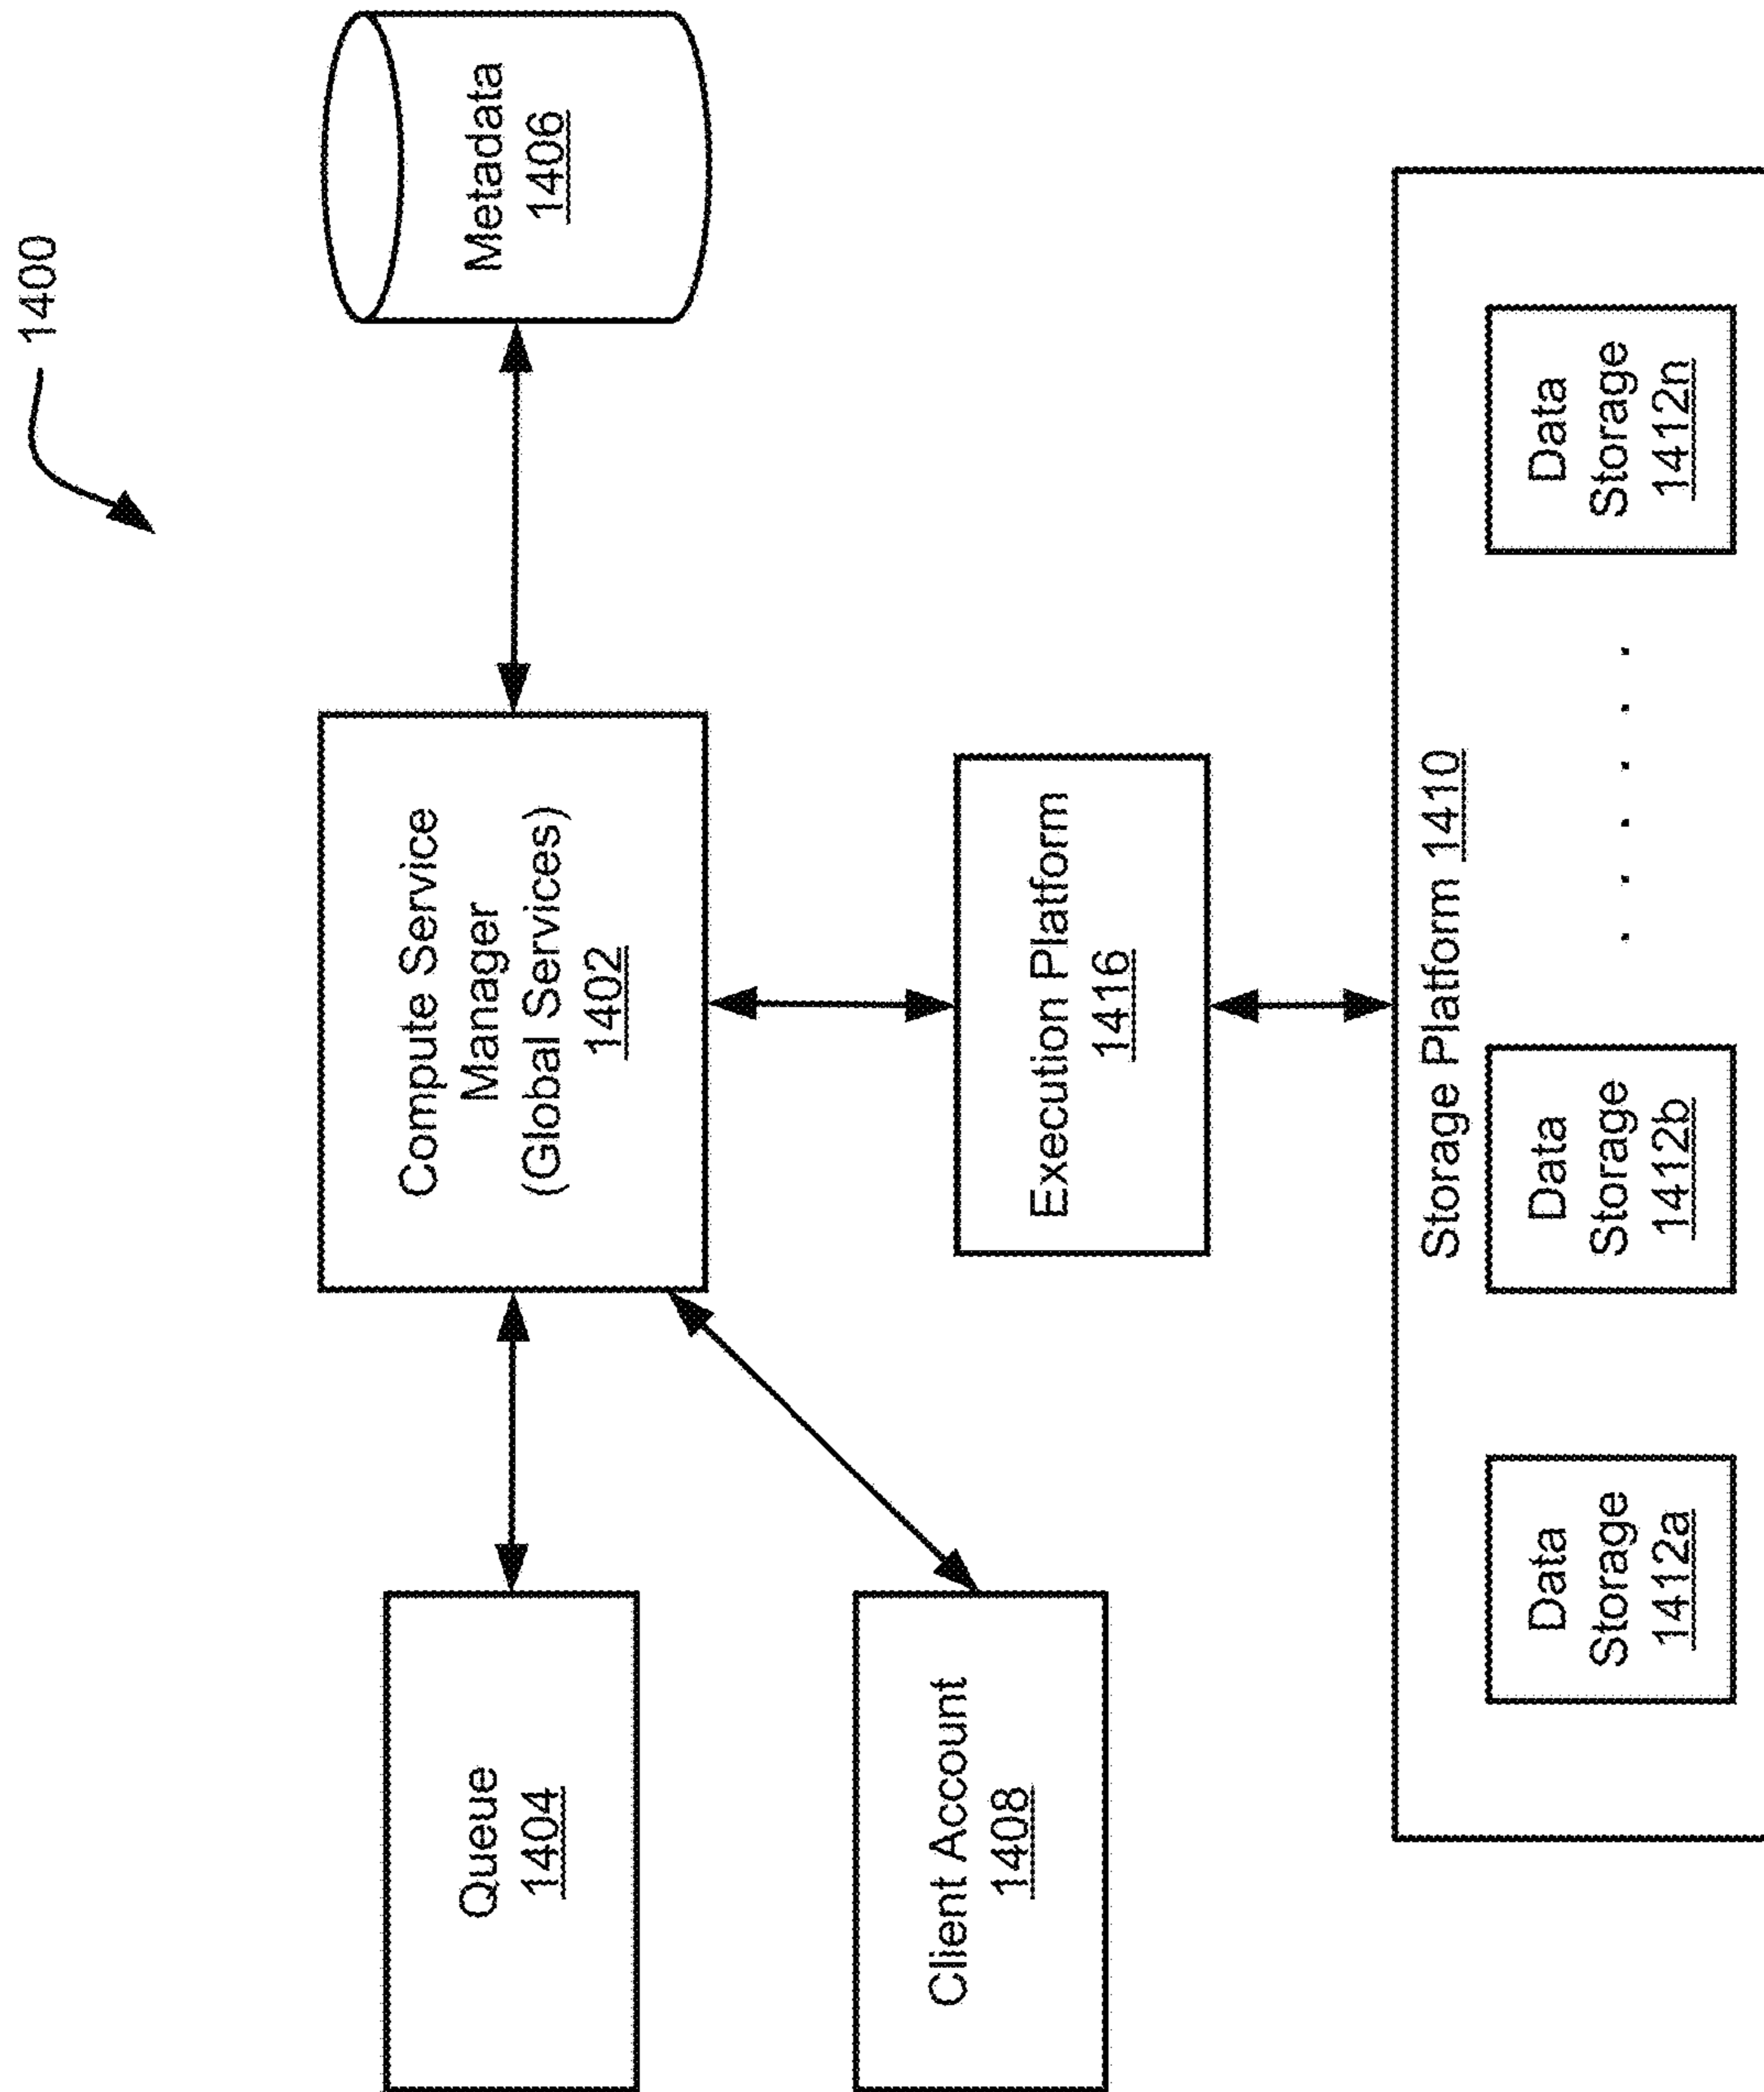 1400
Queue
1404
Compute Service
Manager
(Global Services)
1402
Metadata
1406
Client Account
1408
Execution Platform
1416
Storage Platform 1410
Data
Storage
1412a
Data
Storage
1412b
. . . . . .
Data
Storage
1412n